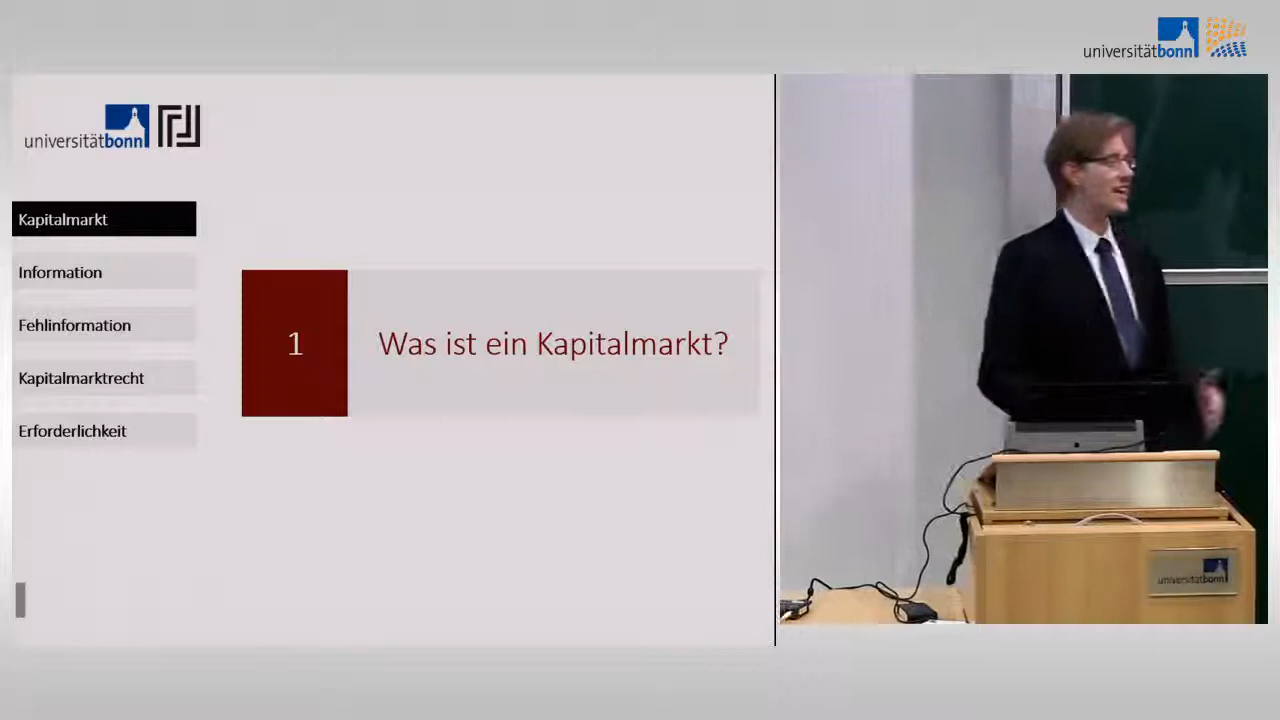 universitätbonn
universitätbonn
Kapitalmarkt
Information
Fehlinformation
Kapitalmarktrecht
Erforderlichkeit
1
Was ist ein Kapitalmarkt?
universitätbonn